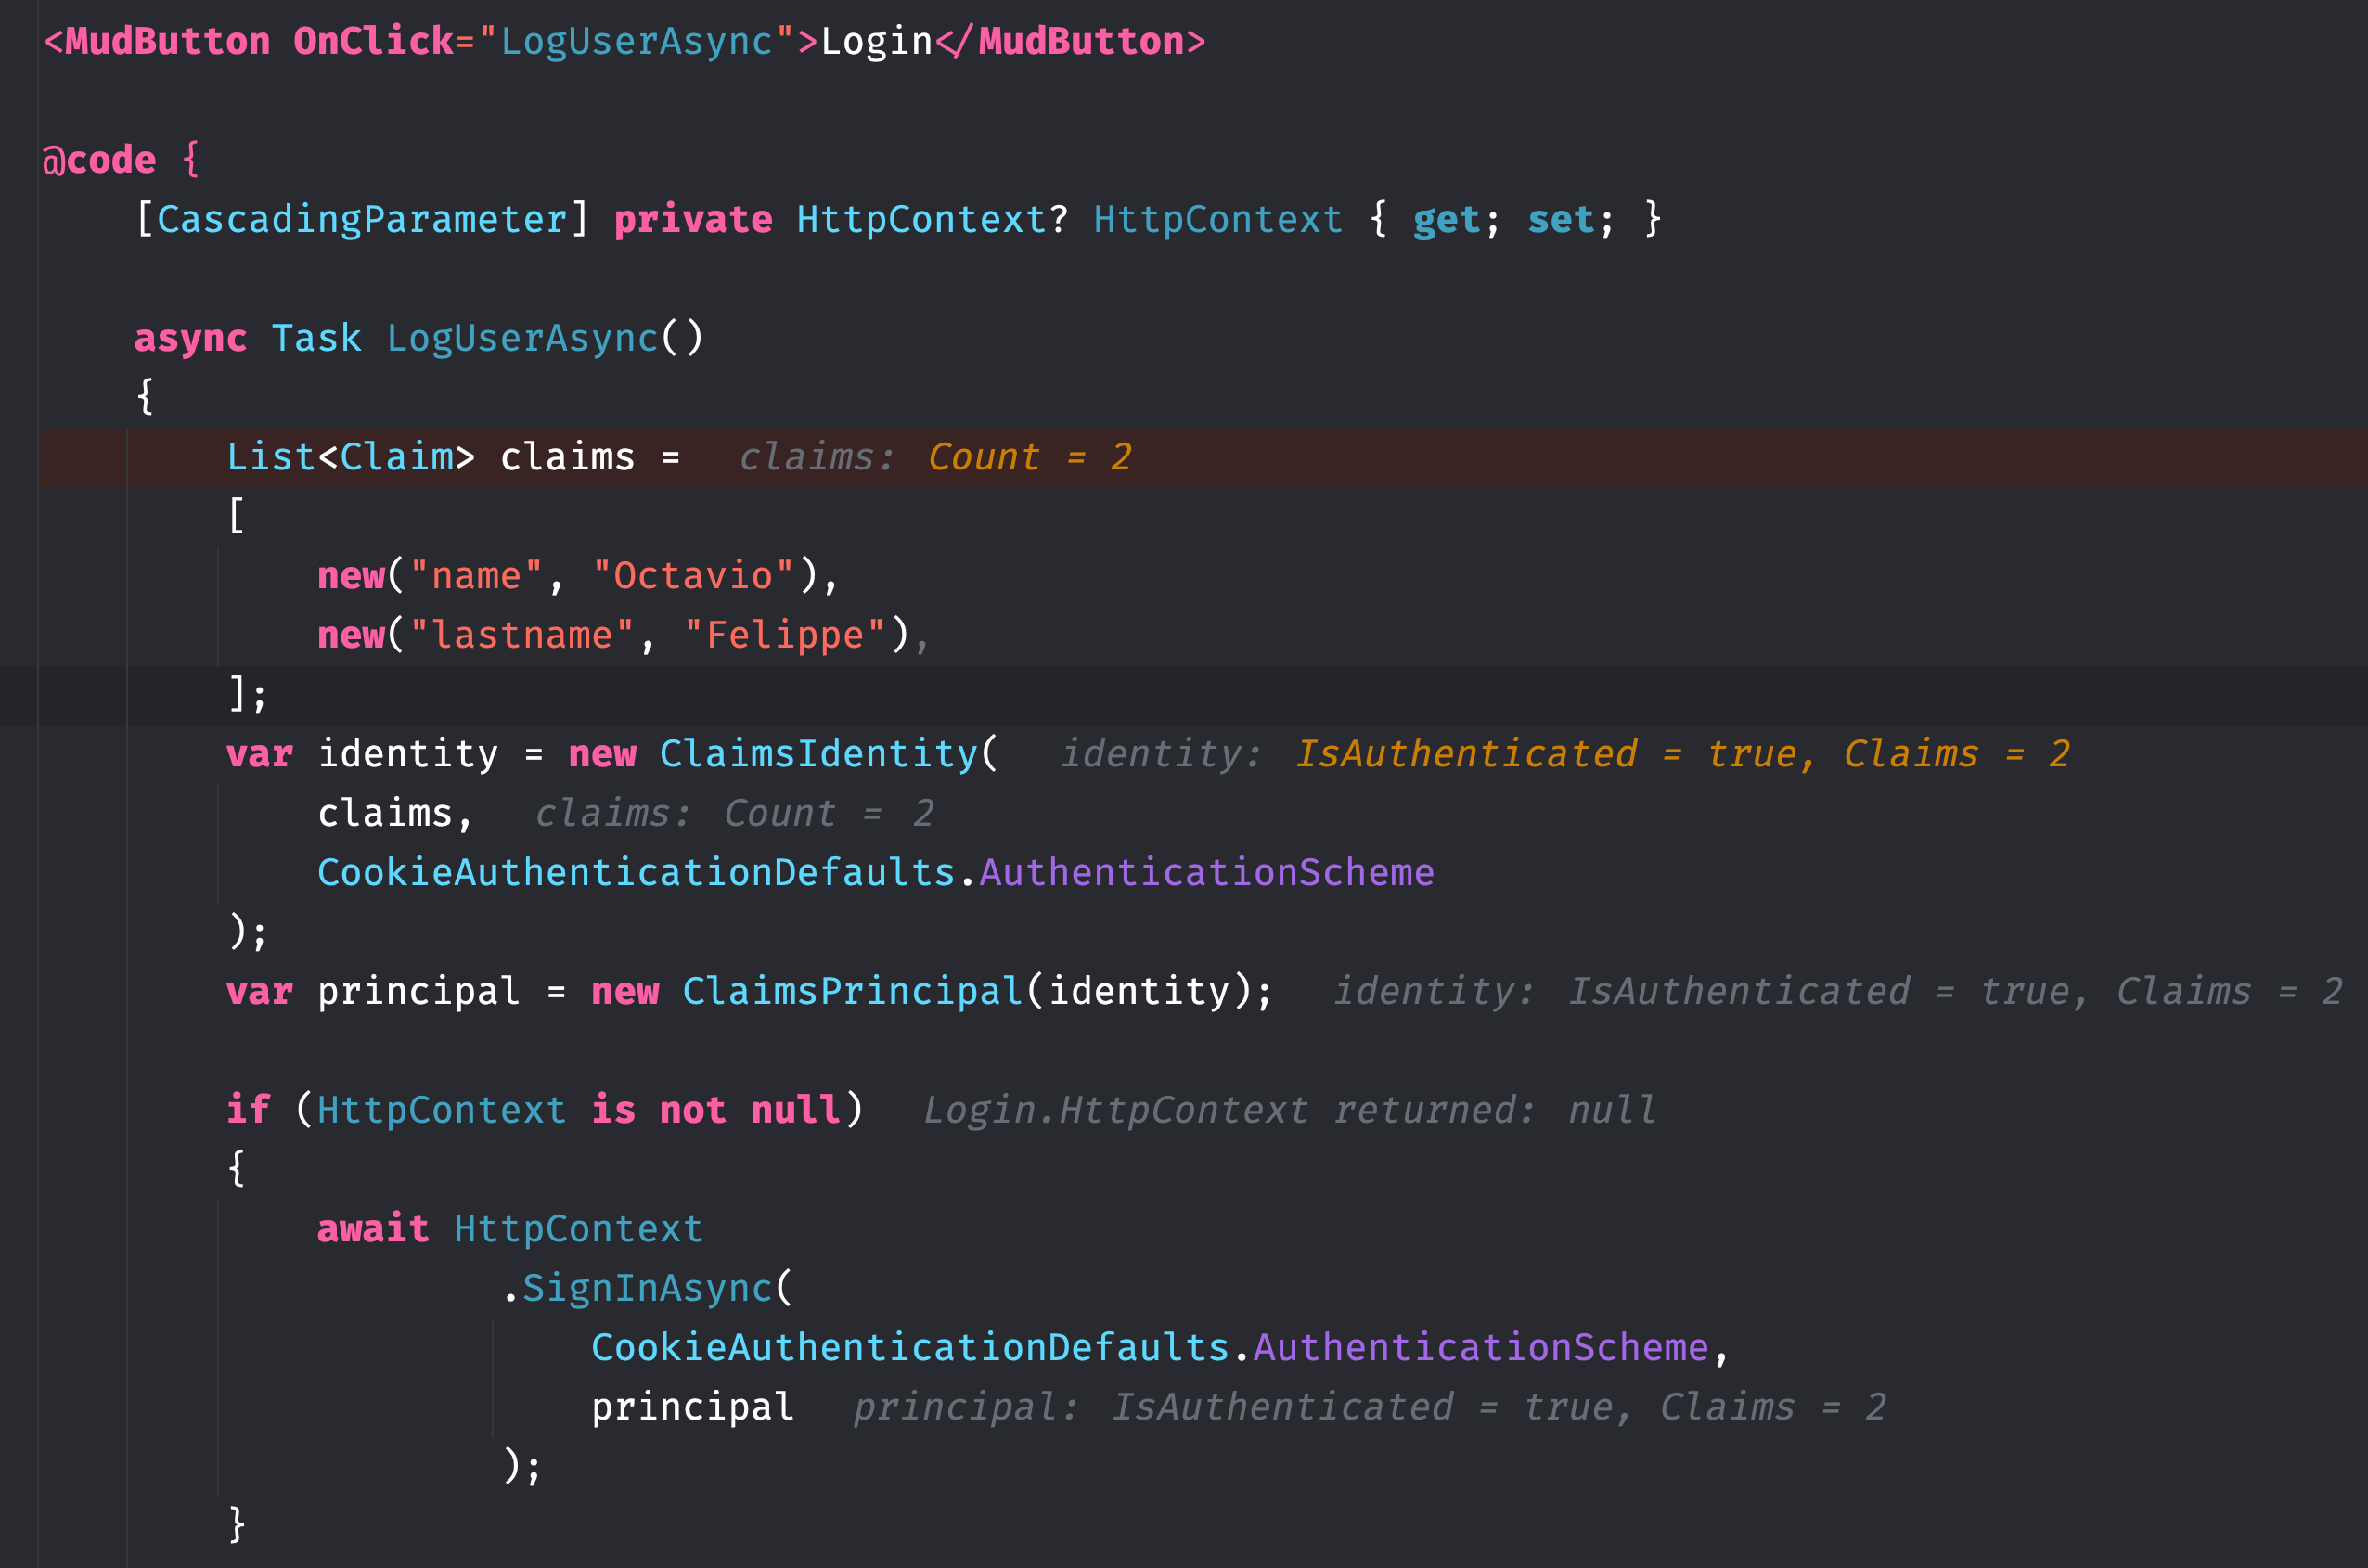 <MudButton OnClick="LogUserAsync">Login</MudButton>
@code {
[CascadingParameter] private HttpContext? HttpContext { get; set; }
async Task LogUserAsync()
{
List<Claim> claims = claims: Count = 2
[
new("name", "Octavio"),
new("lastname", "Felippe"),
];
var identity = new ClaimsIdentity( identity: IsAuthenticated = true, Claims = 2
claims, claims: Count = 2
CookieAuthenticationDefaults.AuthenticationScheme
);
var principal = new ClaimsPrincipal(identity); identity: IsAuthenticated = true, Claims = 2
if (HttpContext is not null) Login.HttpContext returned: null
{
await HttpContext
.SignInAsync(
CookieAuthenticationDefaults.AuthenticationScheme,
principal principal: IsAuthenticated = true, Claims = 2
);
}